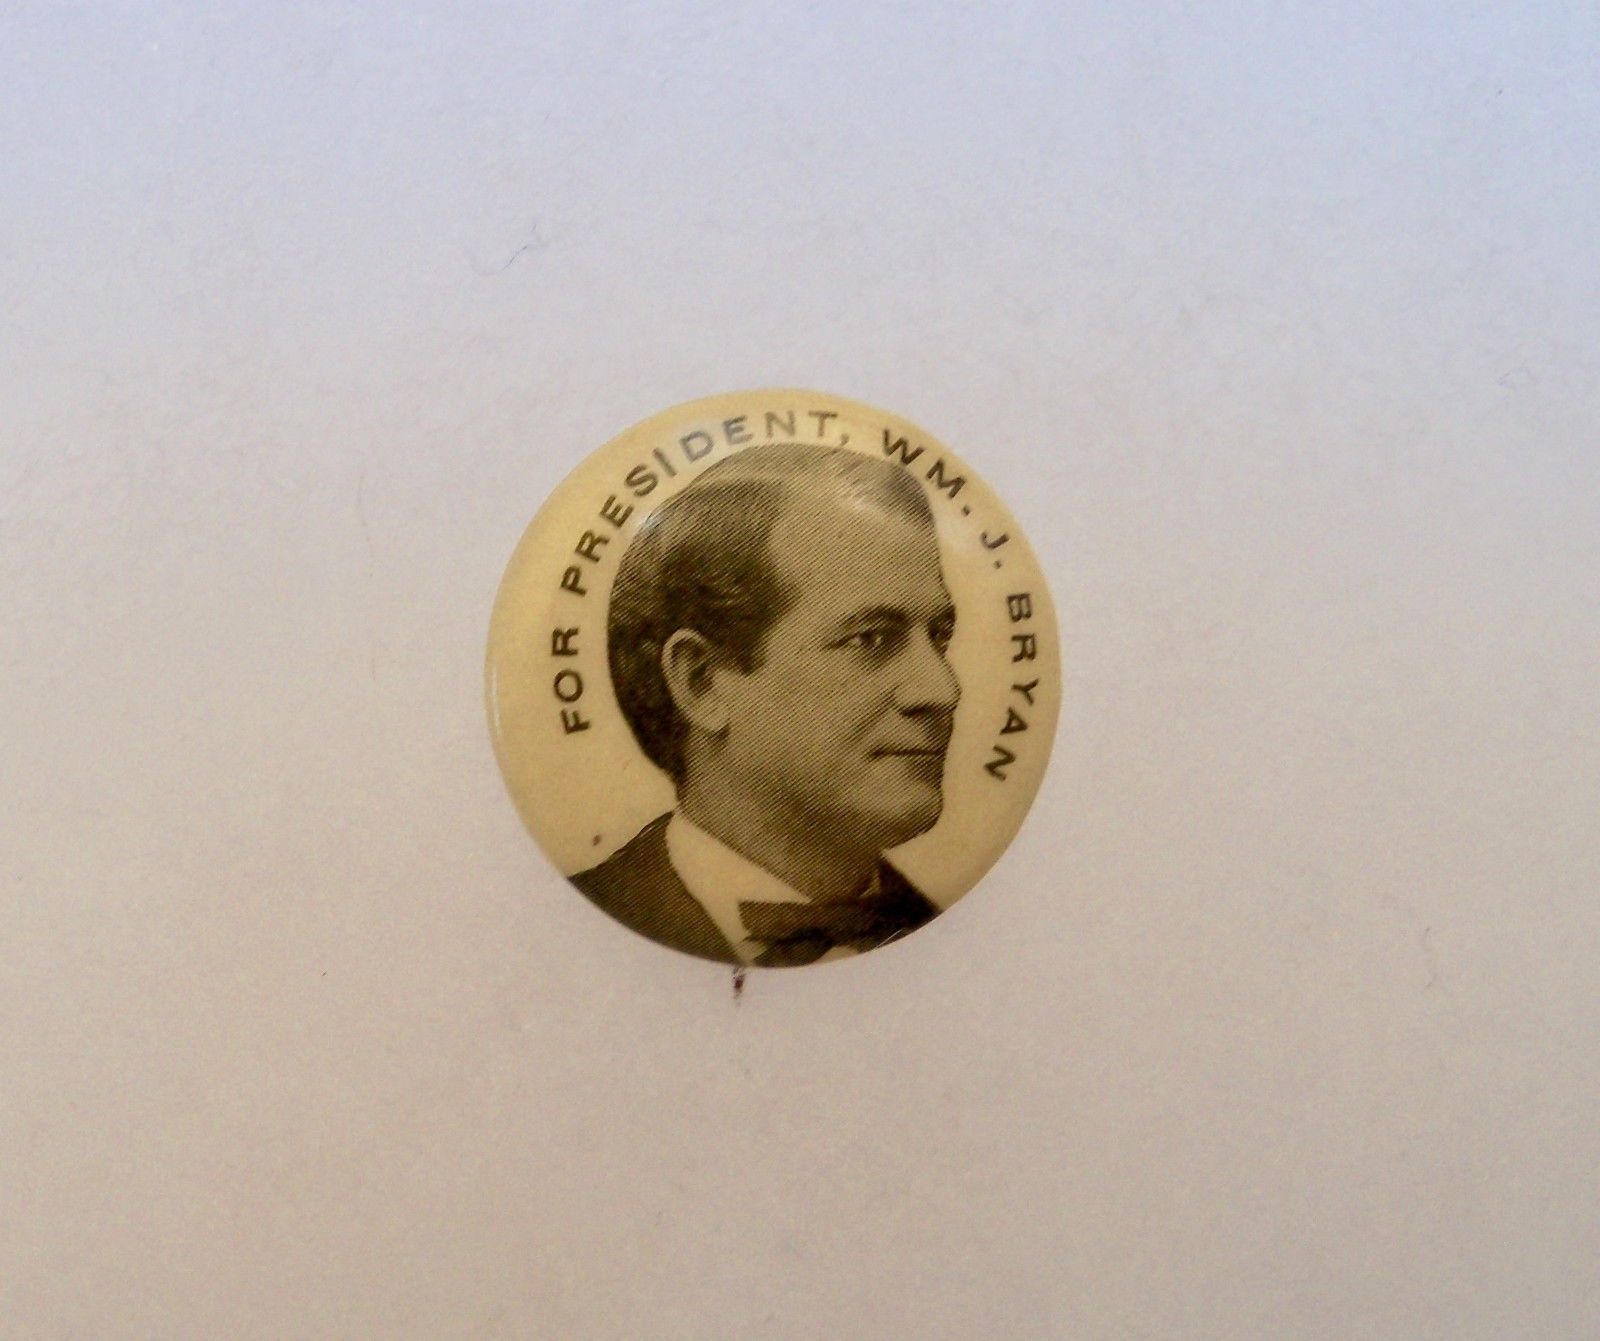 FOR PRESIDENT, WM. J. BRYAN